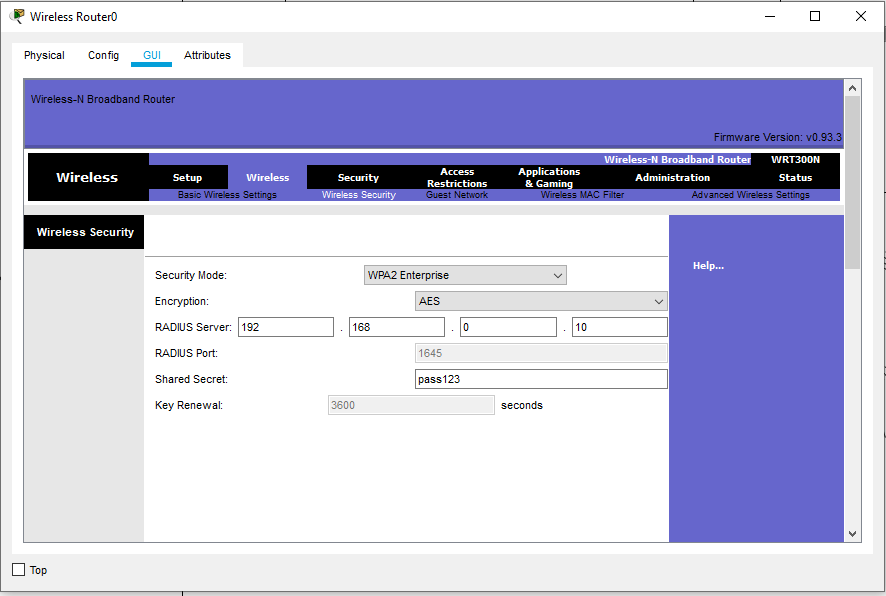 Wireless Router0
Physical Config GUI Attributes
Wireless-N Broadband Router
Firmware Version: v0.93.3
Wireless-N Broadband Router WRT300N
Wireless
Setup Wireless Security Access Restrictions Applications & Gaming Administration Status
Basic Wireless Settings Wireless Security Guest Network Wireless MAC Filter Advanced Wireless Settings
Wireless Security
Help...
Security Mode: WPA2 Enterprise
Encryption: AES
RADIUS Server: 192 . 168 . 0 . 10
RADIUS Port: 1645
Shared Secret: pass123
Key Renewal: 3600 seconds
Top